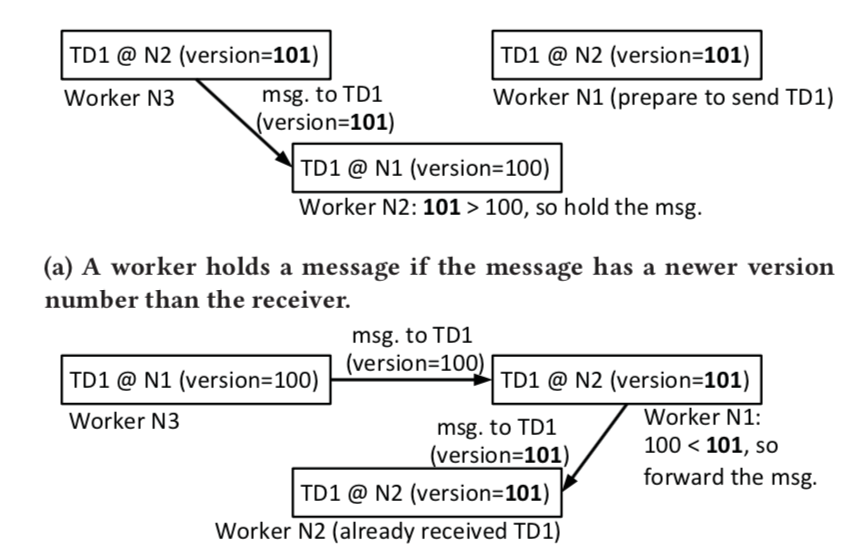 TD1 @ N2 (version=101)
Worker N3
msg. to TD1
(version=101)
TD1 @ N2 (version=101)
Worker N1 (prepare to send TD1)
TD1 @ N1 (version=100)
Worker N2: 101 > 100, so hold the msg.
(a) A worker holds a message if the message has a newer version
number than the receiver.
msg. to TD1
(version=100)
TD1 @ N1 (version=100)
Worker N3
TD1 @ N2 (version=101)
Worker N1:
100 < 101, so
forward the msg.
msg. to TD1
(version=101)
TD1 @ N2 (version=101)
Worker N2 (already received TD1)